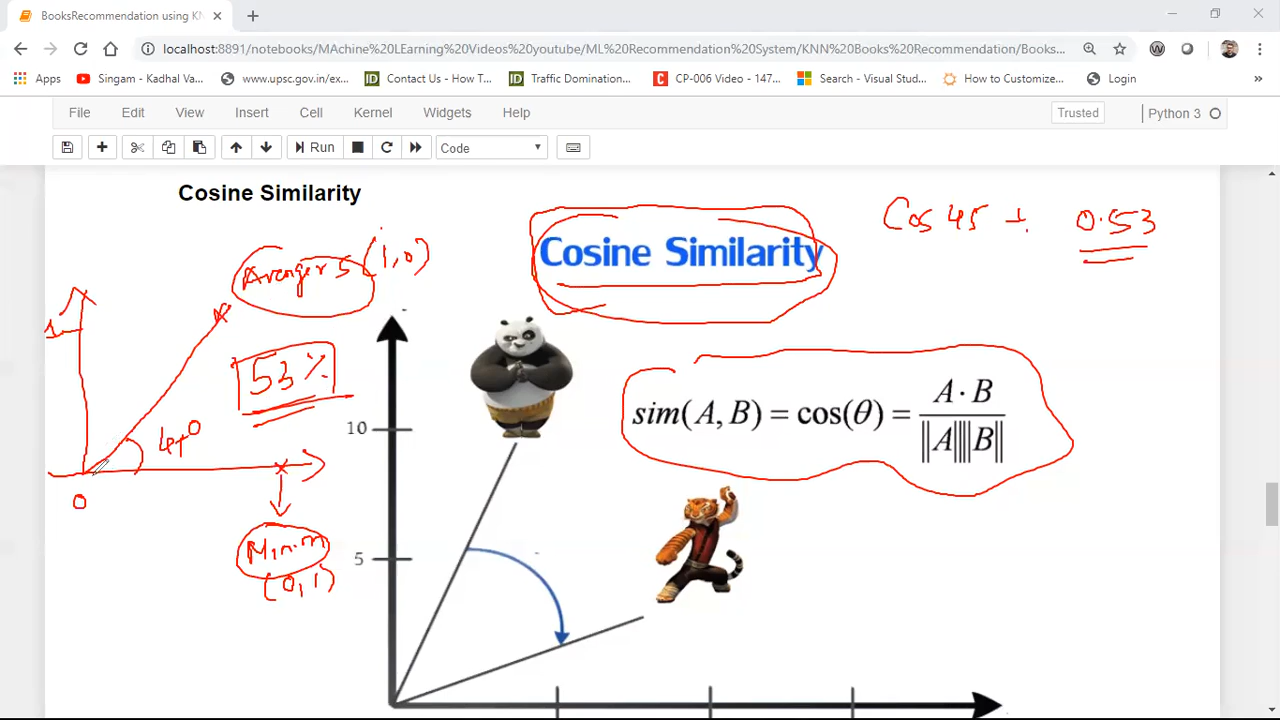 BooksRecommendation using KN
localhost:8891/notebooks/MAchine%20LEarning%20Videos%20youtube/ML%20Recommendation%20System/KNN%20Books%20Recommendation/Books...
Apps Singam - Kadhal Va... www.upsc.gov.in/ex... Contact Us - How T... Traffic Domination... CP-006 Video - 147... Search - Visual Stud... How to Customize... Login
File Edit View Insert Cell Kernel Widgets Help Trusted Python 3
Run Code
Cosine Similarity
Cos 45 0.53
Cosine Similarity
Avengers (1,0)
53%
sim(A, B) = cos(θ) = A · B / ‖A‖‖B‖
10
0
5
(0,1)